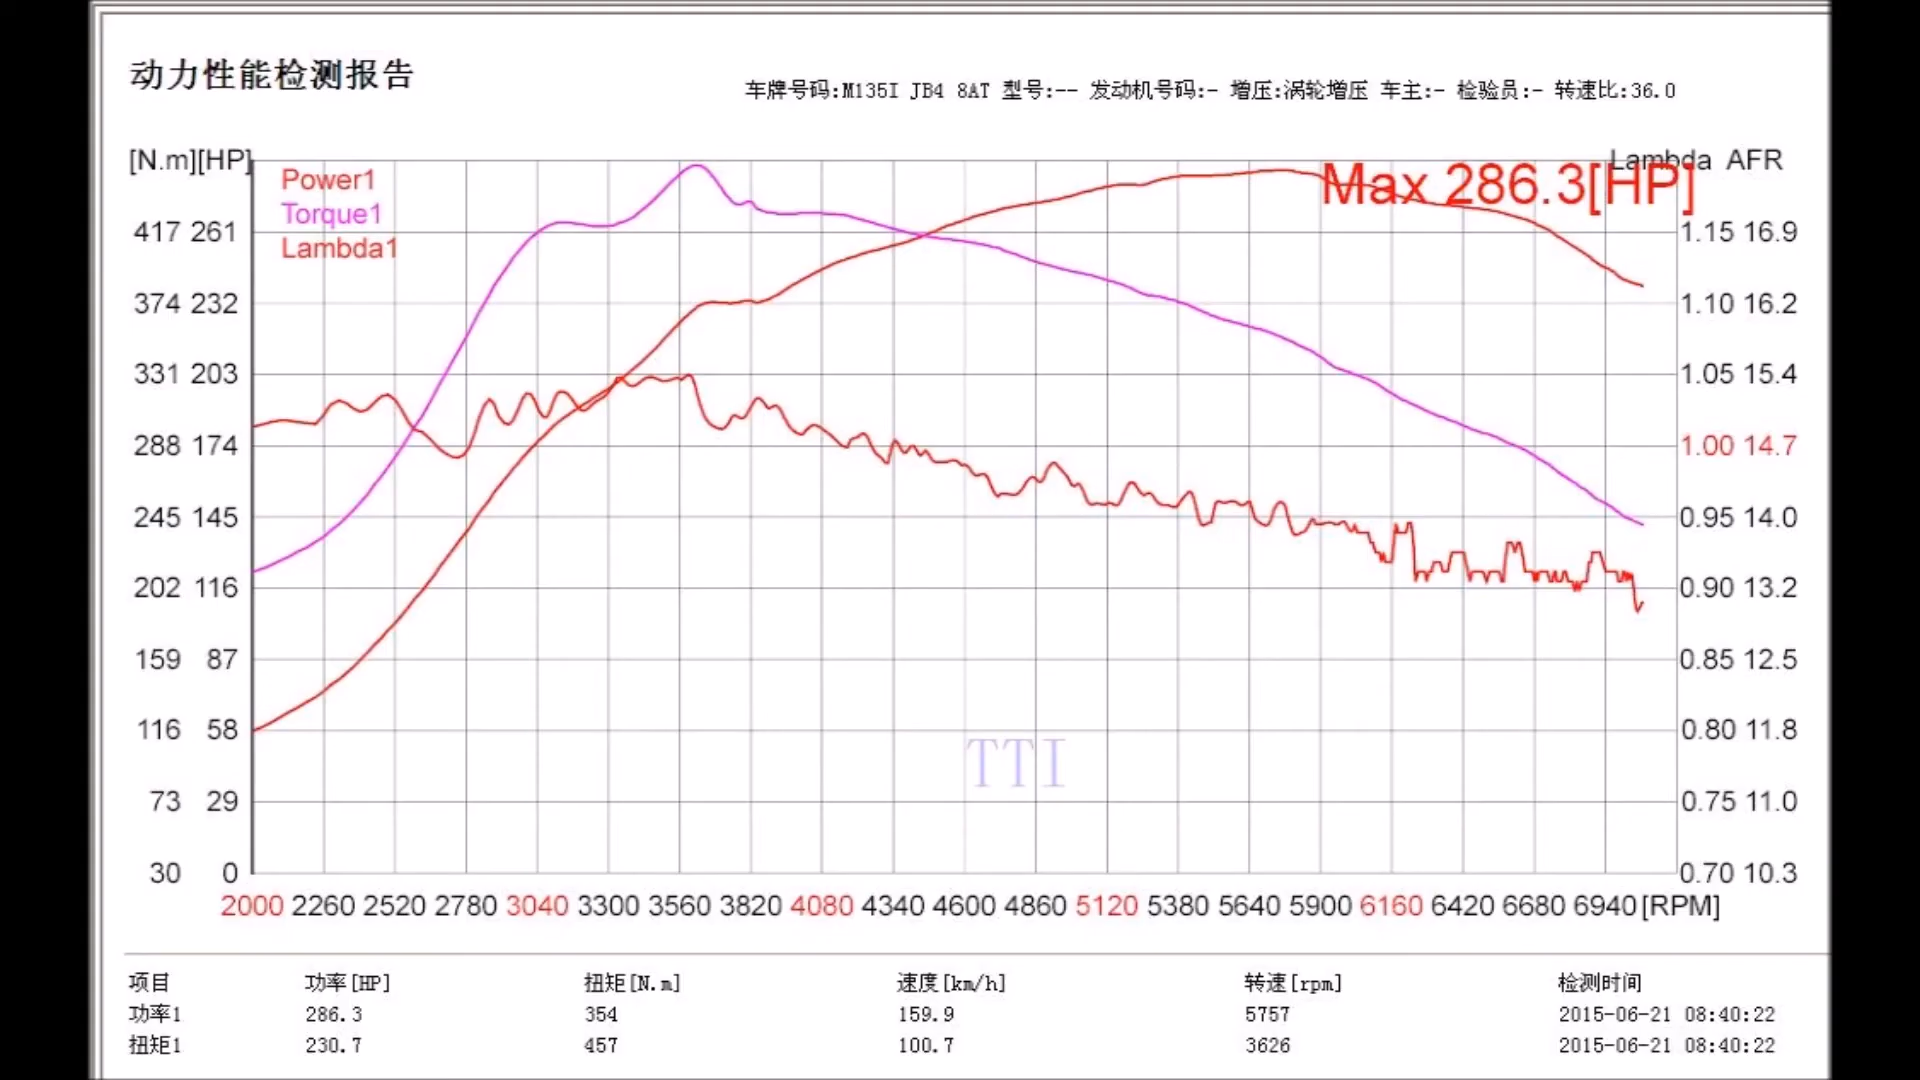 动力性能检测报告
车牌号码:M135I JB4 8AT 型号:-- 发动机号码:- 增压:涡轮增压 车主:- 检验员:- 转速比:36.0
[N.m][HP] Lambda AFR
Max 286.3[HP]
Power1
Torque1
Lambda1
417 261 1.15 16.9
374 232 1.10 16.2
331 203 1.05 15.4
288 174 1.00 14.7
245 145 0.95 14.0
202 116 0.90 13.2
159 87 0.85 12.5
116 58 0.80 11.8
TTI
73 29 0.75 11.0
30 0 0.70 10.3
2000 2260 2520 2780 3040 3300 3560 3820 4080 4340 4600 4860 5120 5380 5640 5900 6160 6420 6680 6940 [RPM]
项目 功率[HP] 扭矩[N.m] 速度[km/h] 转速[rpm] 检测时间
功率1 286.3 354 159.9 5757 2015-06-21 08:40:22
扭矩1 230.7 457 100.7 3626 2015-06-21 08:40:22